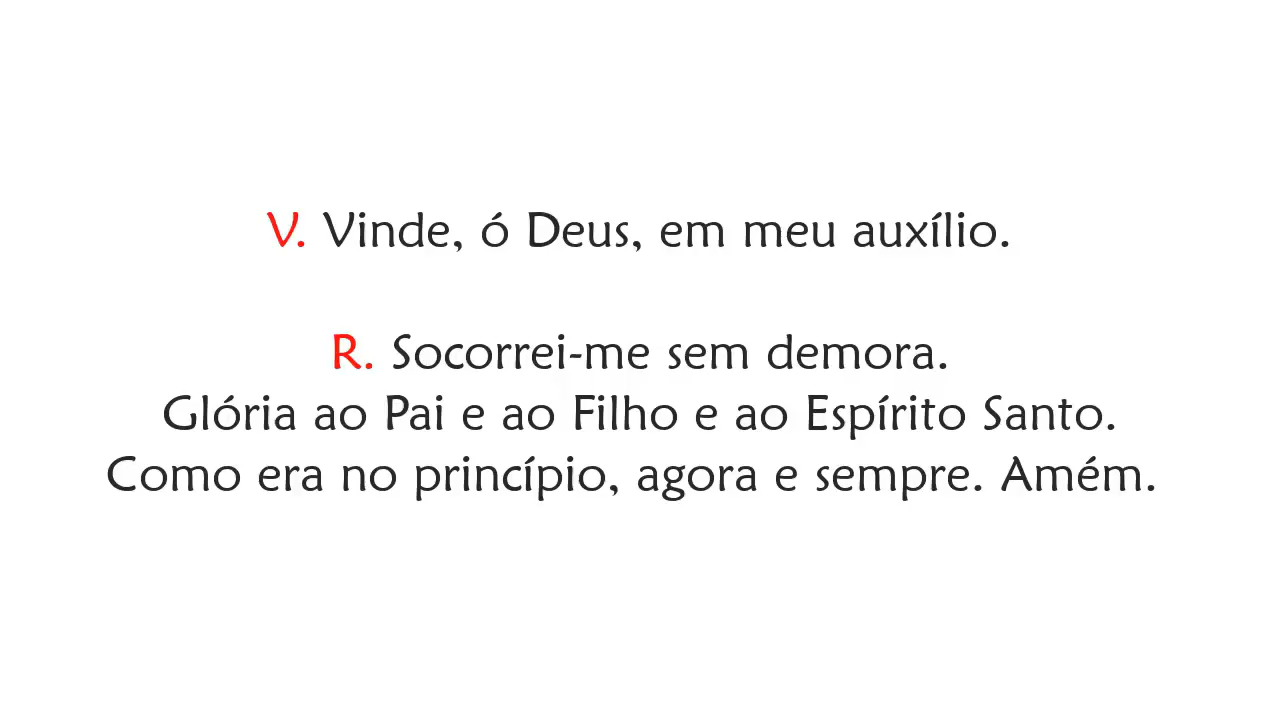 V. Vinde, ó Deus, em meu auxílio.
R. Socorrei-me sem demora.
Glória ao Pai e ao Filho e ao Espírito Santo.
Como era no princípio, agora e sempre. Amém.